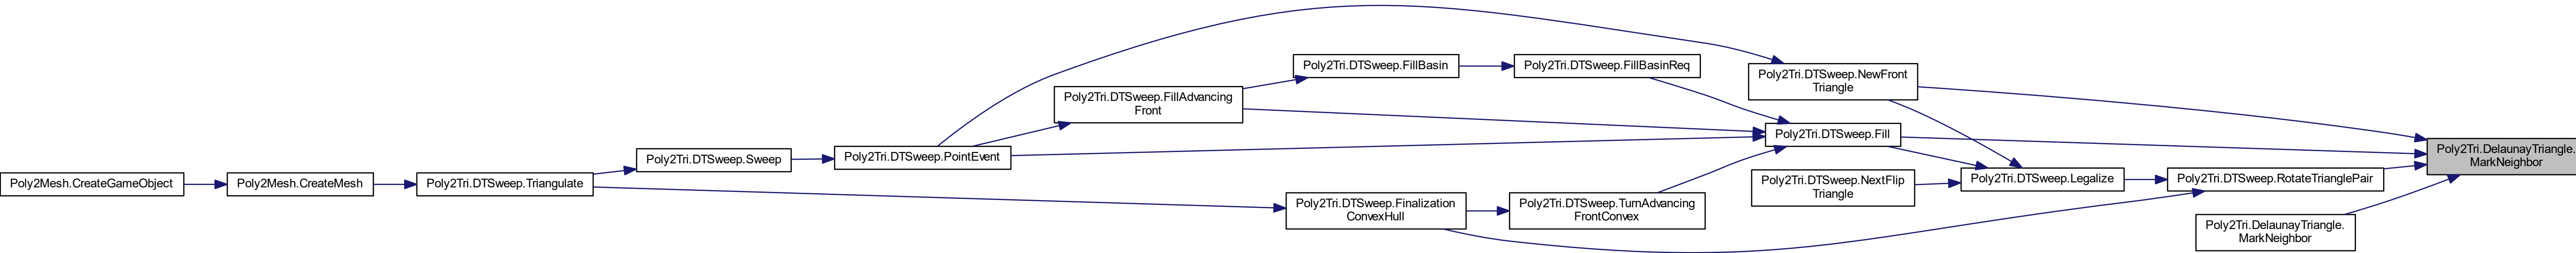 Poly2Mesh.CreateGameObject
Poly2Mesh.CreateMesh
Poly2Tri.DTSweep.Triangulate
Poly2Tri.DTSweep.Sweep
Poly2Tri.DTSweep.PointEvent
Poly2Tri.DTSweep.FillAdvancing
Front
Poly2Tri.DTSweep.FillBasin
Poly2Tri.DTSweep.FillBasinReq
Poly2Tri.DTSweep.Finalization
ConvexHull
Poly2Tri.DTSweep.TurnAdvancing
FrontConvex
Poly2Tri.DTSweep.NewFront
Triangle
Poly2Tri.DTSweep.Fill
Poly2Tri.DTSweep.NextFlip
Triangle
Poly2Tri.DTSweep.Legalize
Poly2Tri.DTSweep.RotateTrianglePair
Poly2Tri.DelaunayTriangle.
MarkNeighbor
Poly2Tri.DelaunayTriangle.
MarkNeighbor